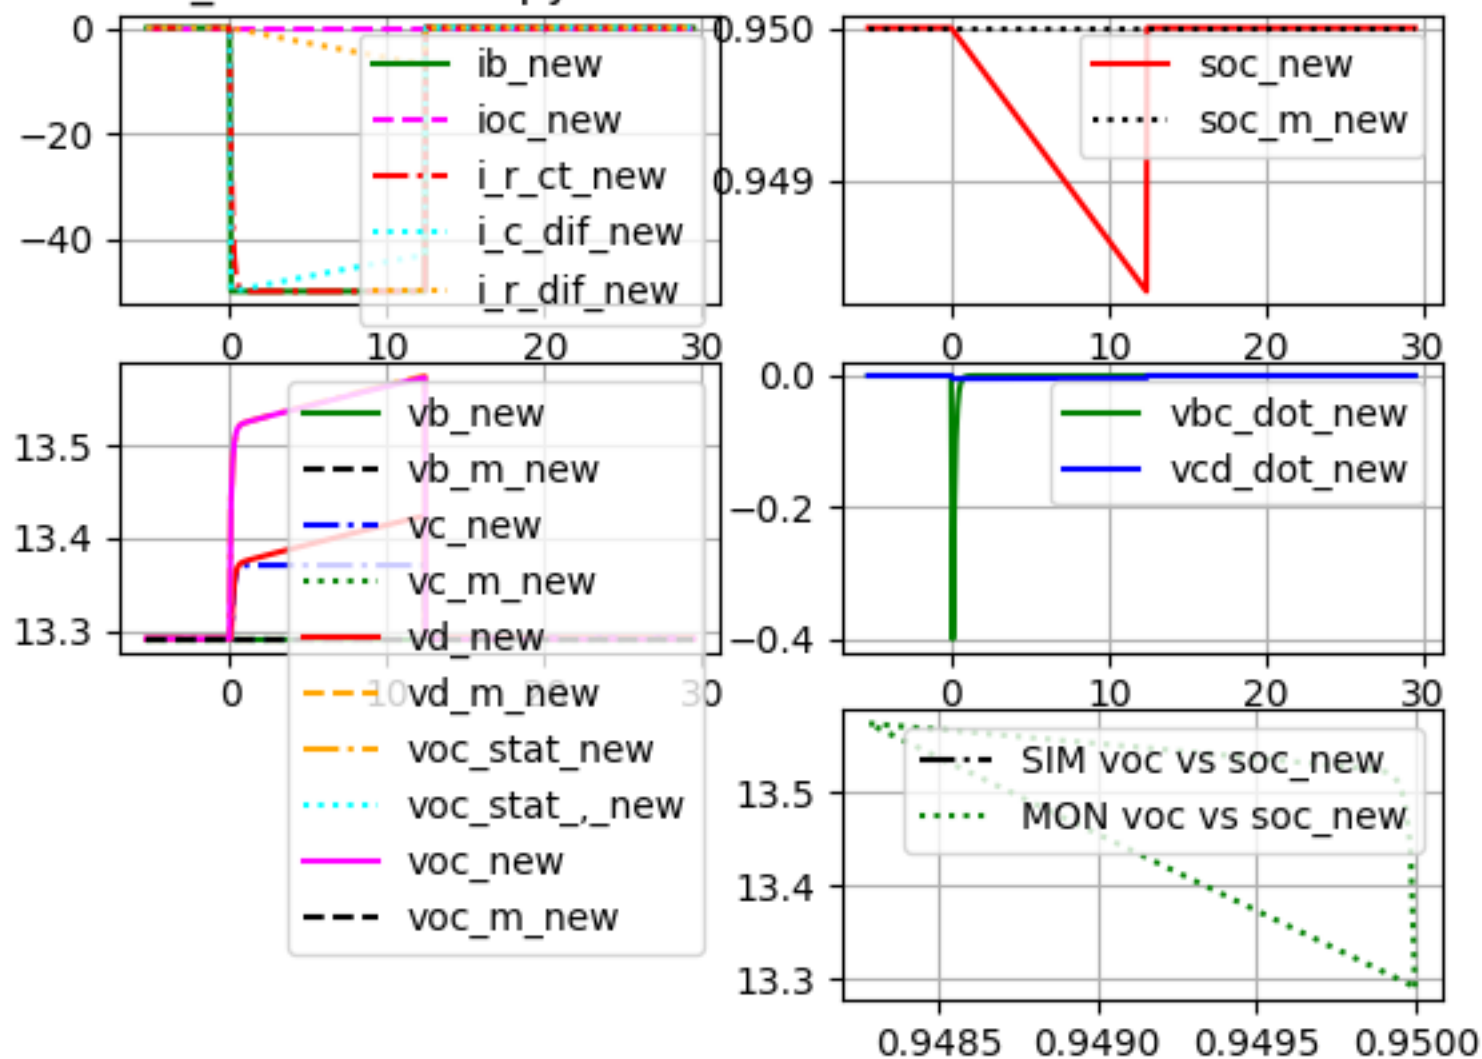 0
−20
−40
0
10
20
30
ib_new
ioc_new
i_r_ct_new
i_c_dif_new
i_r_dif_new
0.950
0.949
0
10
20
30
soc_new
soc_m_new
13.5
13.4
13.3
0
10
20
30
vb_new
vb_m_new
vc_new
vc_m_new
vd_new
vd_m_new
voc_stat_new
voc_stat_,_new
voc_new
voc_m_new
0.0
−0.2
−0.4
0
10
20
30
vbc_dot_new
vcd_dot_new
13.5
13.4
13.3
0.9485
0.9490
0.9495
0.9500
SIM voc vs soc_new
MON voc vs soc_new